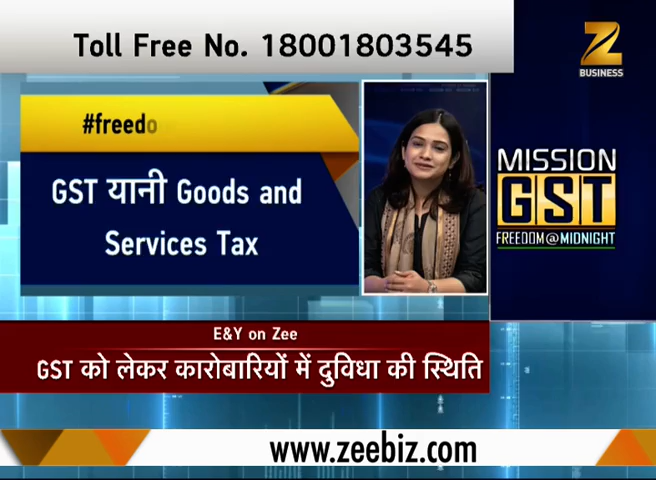 Toll Free No. 18001803545
Z
BUSINESS
#freedo
GST यानी Goods and
Services Tax
MISSION
GST
FREEDOM@MIDNIGHT
E&Y on Zee
GST को लेकर कारोबारियों में दुविधा की स्थिति
www.zeebiz.com